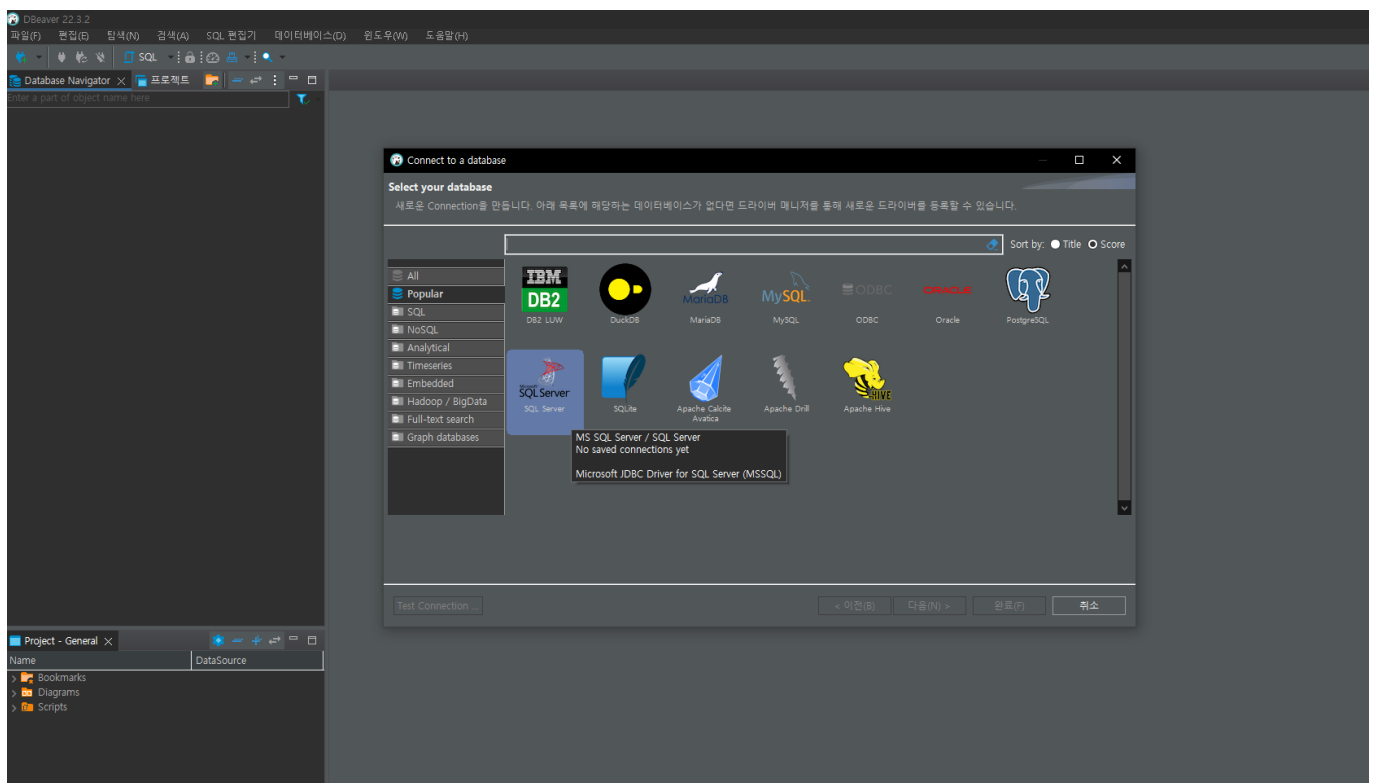 DBeaver 22.3.2
파일(F) 편집(E) 탐색(N) 검색(A) SQL 편집기 데이터베이스(D) 윈도우(W) 도움말(H)
SQL
Database Navigator 프로젝트
Enter a part of object name here
Connect to a database
Select your database
새로운 Connection을 만듭니다. 아래 목록에 해당하는 데이터베이스가 없다면 드라이버 매니저를 통해 새로운 드라이버를 등록할 수 있습니다.
Sort by: Title Score
All
Popular
SQL
NoSQL
Analytical
Timeseries
Embedded
Hadoop / BigData
Full-text search
Graph databases
IBM
DB2
MariaDB
MySQL
ODBC
ORACLE
DB2 LUW DuckDB MariaDB MySQL ODBC Oracle PostgreSQL
Microsoft
SQL Server
HIVE
SQL Server SQLite Apache Calcite Avatica Apache Drill Apache Hive
MS SQL Server / SQL Server
No saved connections yet
Microsoft JDBC Driver for SQL Server (MSSQL)
Test Connection ...
< 이전(B) 다음(N) > 완료(F) 취소
Project - General
Name DataSource
Bookmarks
Diagrams
Scripts